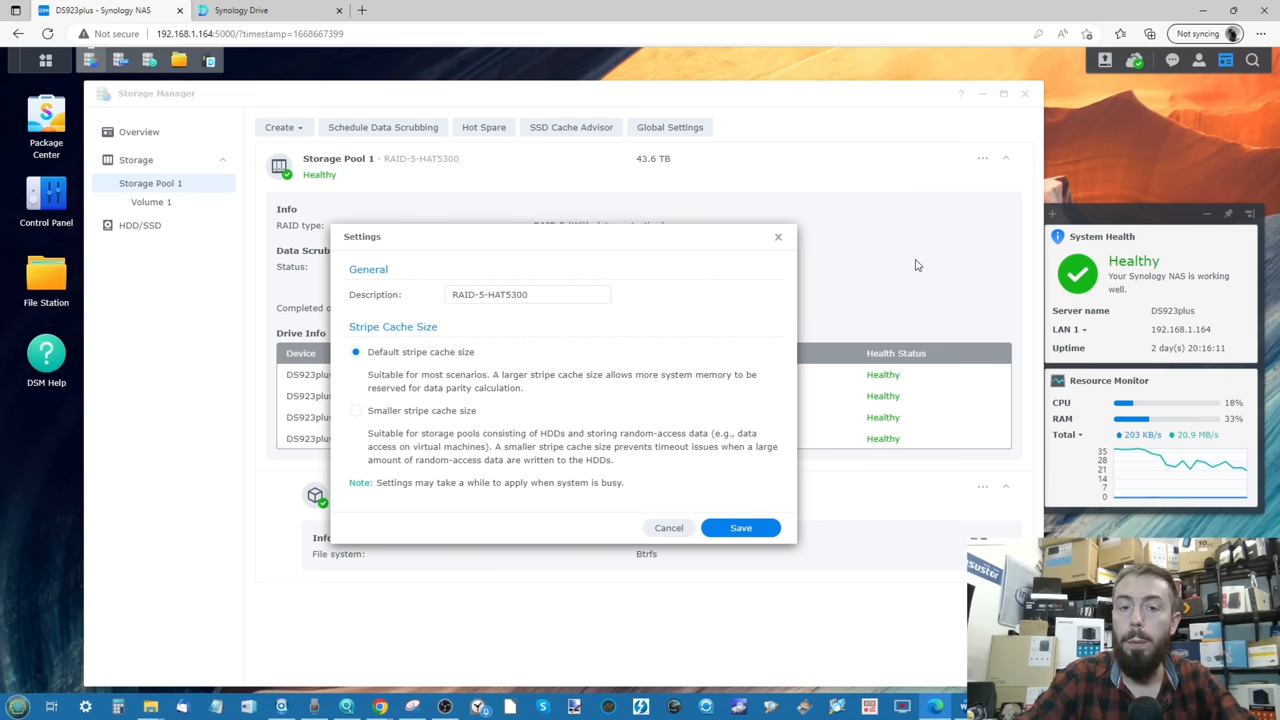 DS923plus - Synology NAS
Synology Drive
Not secure
192.168.1.164:5000/?timestamp=1668667399
Not syncing
Package
Center
Control Panel
File Station
DSM Help
Storage Manager
Overview
Storage
Storage Pool 1
Volume 1
HDD/SSD
Create
Schedule Data Scrubbing
Hot Spare
SSD Cache Advisor
Global Settings
Storage Pool 1 - RAID-5-HAT5300
43.6 TB
Healthy
Info
RAID type:
Data Scrub
Status:
Completed o
Drive Info
Device
Health Status
DS923plus
Healthy
DS923plus
Healthy
DS923plus
Healthy
DS923plus
Healthy
File system:
Btrfs
Settings
General
Description:
RAID-5-HAT5300
Stripe Cache Size
Default stripe cache size
Suitable for most scenarios. A larger stripe cache size allows more system memory to be
reserved for data parity calculation.
Smaller stripe cache size
Suitable for storage pools consisting of HDDs and storing random-access data (e.g., data
access on virtual machines). A smaller stripe cache size prevents timeout issues when a large
amount of random-access data are written to the HDDs.
Note: Settings may take a while to apply when system is busy.
Cancel
Save
System Health
Healthy
Your Synology NAS is working
well.
Server name
DS923plus
LAN 1
192.168.1.164
Uptime
2 day(s) 20:16:11
Resource Monitor
CPU
18%
RAM
33%
Total
203 KB/s
20.9 MB/s
35
28
21
14
7
0